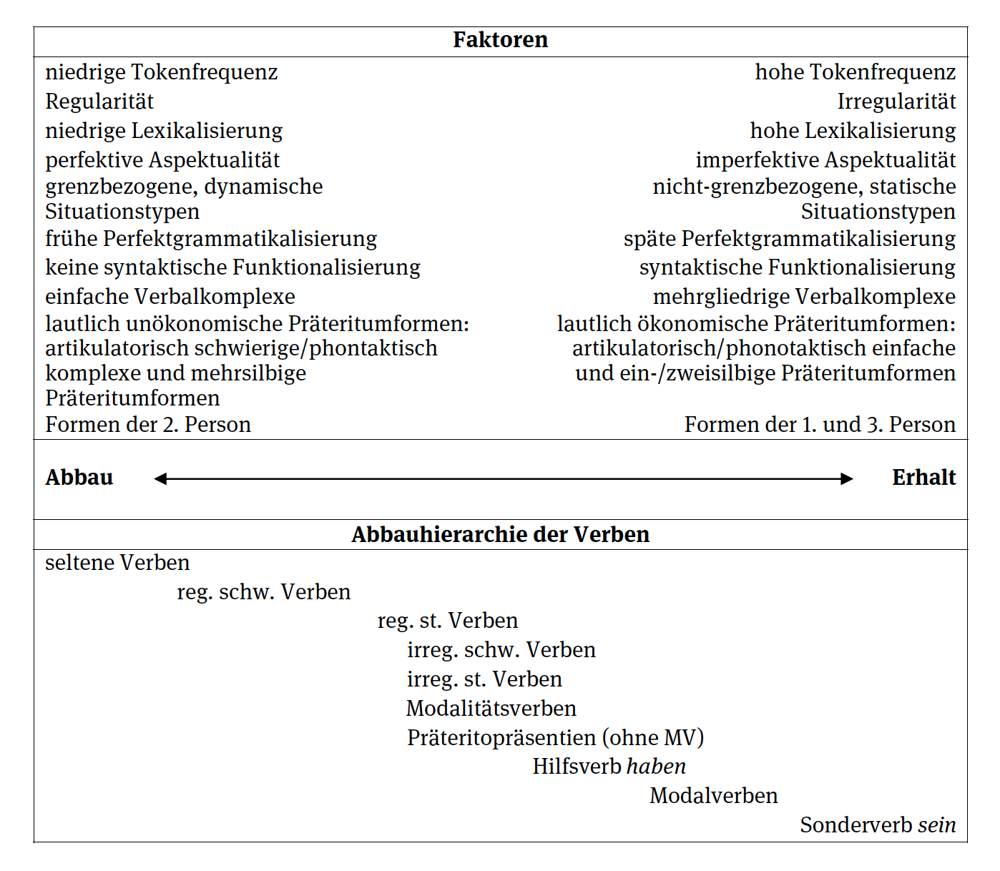 Faktoren
niedrige Tokenfrequenz hohe Tokenfrequenz
Regularität Irregularität
niedrige Lexikalisierung hohe Lexikalisierung
perfektive Aspektualität imperfektive Aspektualität
grenzbezogene, dynamische nicht-grenzbezogene, statische
Situationstypen Situationstypen
frühe Perfektgrammatikalisierung späte Perfektgrammatikalisierung
keine syntaktische Funktionalisierung syntaktische Funktionalisierung
einfache Verbalkomplexe mehrgliedrige Verbalkomplexe
lautlich unökonomische Präteritumformen: lautlich ökonomische Präteritumformen:
artikulatorisch schwierige/phontaktisch artikulatorisch/phonotaktisch einfache
komplexe und mehrsilbige und ein-/zweisilbige Präteritumformen
Präteritumformen
Formen der 2. Person Formen der 1. und 3. Person
Abbau Erhalt
Abbauhierarchie der Verben
seltene Verben
reg. schw. Verben
reg. st. Verben
irreg. schw. Verben
irreg. st. Verben
Modalitätsverben
Präteritopräsentien (ohne MV)
Hilfsverb haben
Modalverben
Sonderverb sein